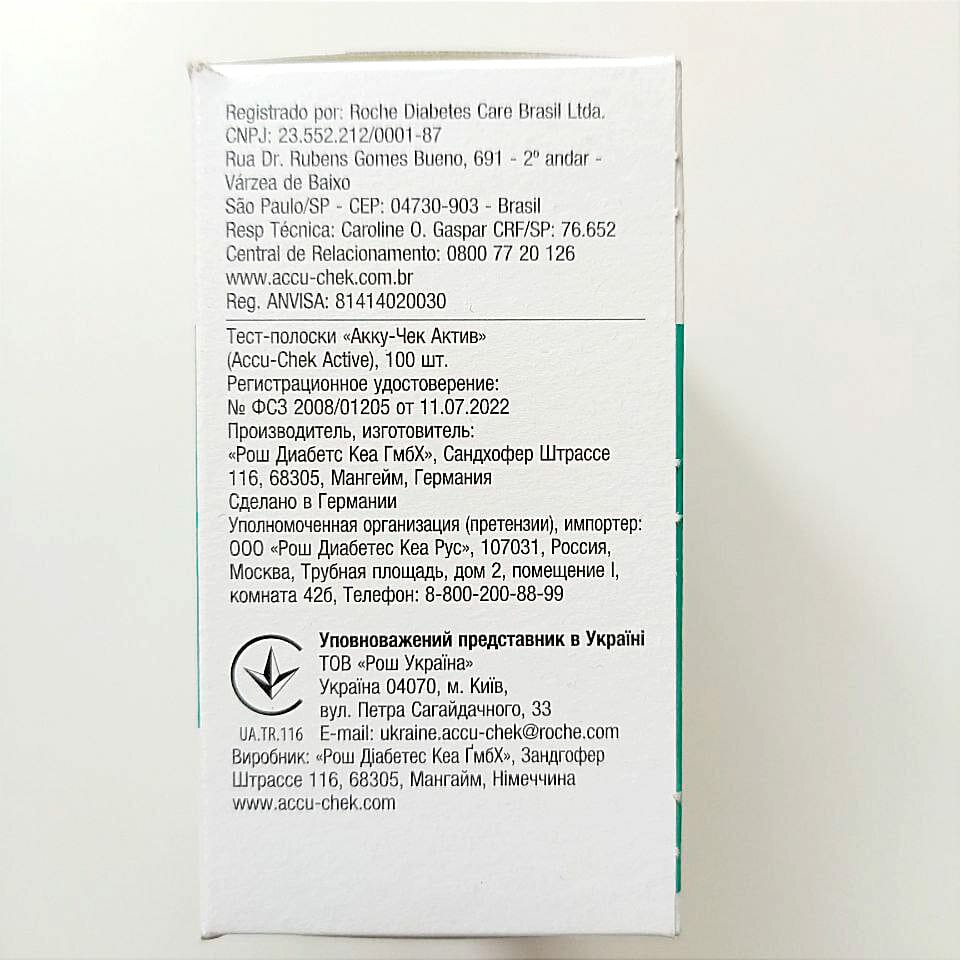 Registrado por: Roche Diabetes Care Brasil Ltda.
CNPJ: 23.552.212/0001-87
Rua Dr. Rubens Gomes Bueno, 691 - 2º andar -
Várzea de Baixo
São Paulo/SP - CEP: 04730-903 - Brasil
Resp Técnica: Caroline O. Gaspar CRF/SP: 76.652
Central de Relacionamento: 0800 77 20 126
www.accu-chek.com.br
Reg. ANVISA: 81414020030
Тест-полоски «Акку-Чек Актив»
(Accu-Chek Active), 100 шт.
Регистрационное удостоверение:
№ ФСЗ 2008/01205 от 11.07.2022
Производитель, изготовитель:
«Рош Диабетс Кеа ГмбХ», Сандхофер Штрассе
116, 68305, Мангейм, Германия
Сделано в Германии
Уполномоченная организация (претензии), импортер:
ООО «Рош Диабетес Кеа Рус», 107031, Россия,
Москва, Трубная площадь, дом 2, помещение I,
комната 42б, Телефон: 8-800-200-88-99
Уповноважений представник в Україні
ТОВ «Рош Україна»
Україна 04070, м. Київ,
вул. Петра Сагайдачного, 33
UA.TR.116 E-mail: ukraine.accu-chek@roche.com
Виробник: «Рош Діабетес Кеа ҐмбХ», Зандгофер
Штрассе 116, 68305, Мангайм, Німеччина
www.accu-chek.com